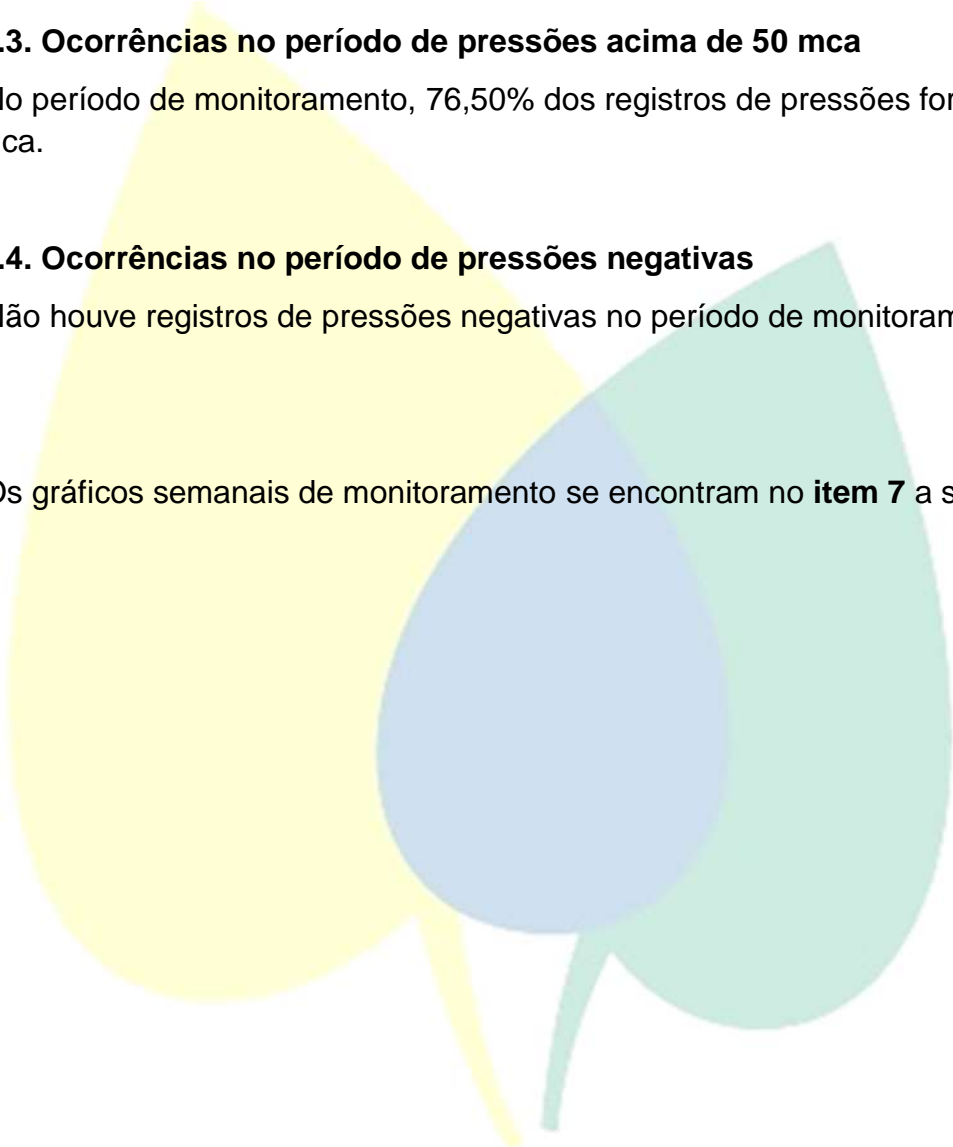 .3. Ocorrências no período de pressões acima de 50 mca
o período de monitoramento, 76,50% dos registros de pressões for
ca.
.4. Ocorrências no período de pressões negativas
ão houve registros de pressões negativas no período de monitoram
Os gráficos semanais de monitoramento se encontram no item 7 a s